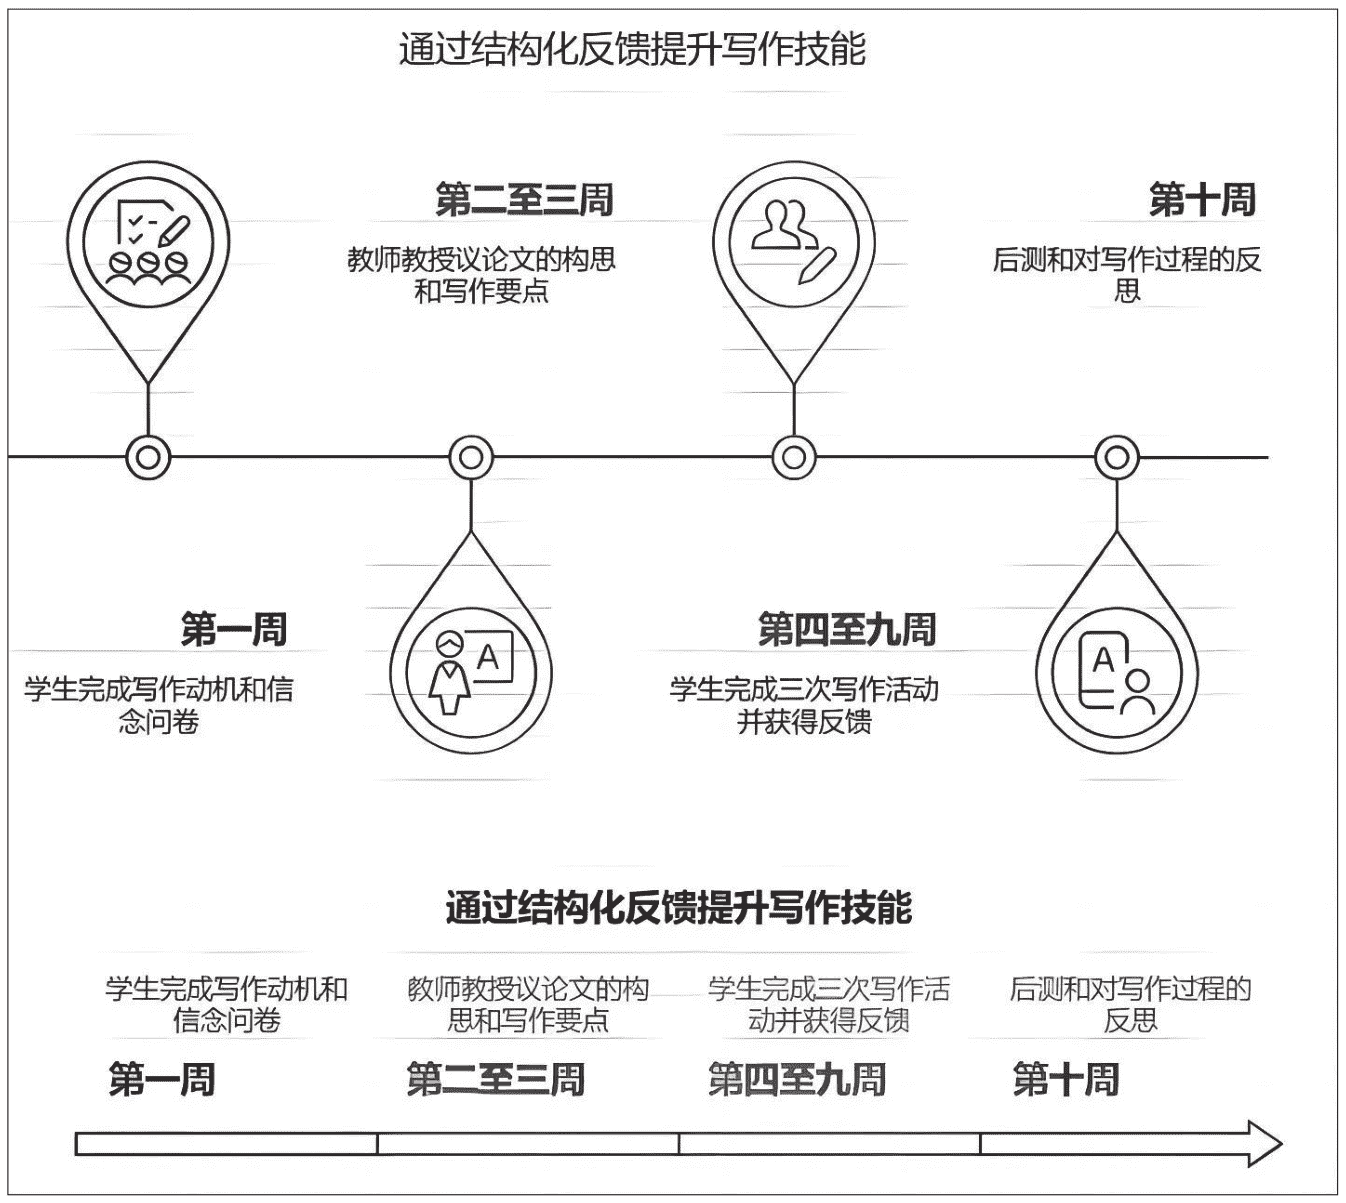 通过结构化反馈提升写作技能
第二至三周
教师教授议论文的构思
和写作要点
第十周
后测和对写作过程的反
思
第一周
学生完成写作动机和信
念问卷
A
第四至九周
学生完成三次写作活动
并获得反馈
A
通过结构化反馈提升写作技能
学生完成写作动机和
信念问卷
第一周
教师教授议论文的构
思和写作要点
第二至三周
学生完成三次写作活
动并获得反馈
第四至九周
后测和对写作过程的
反思
第十周